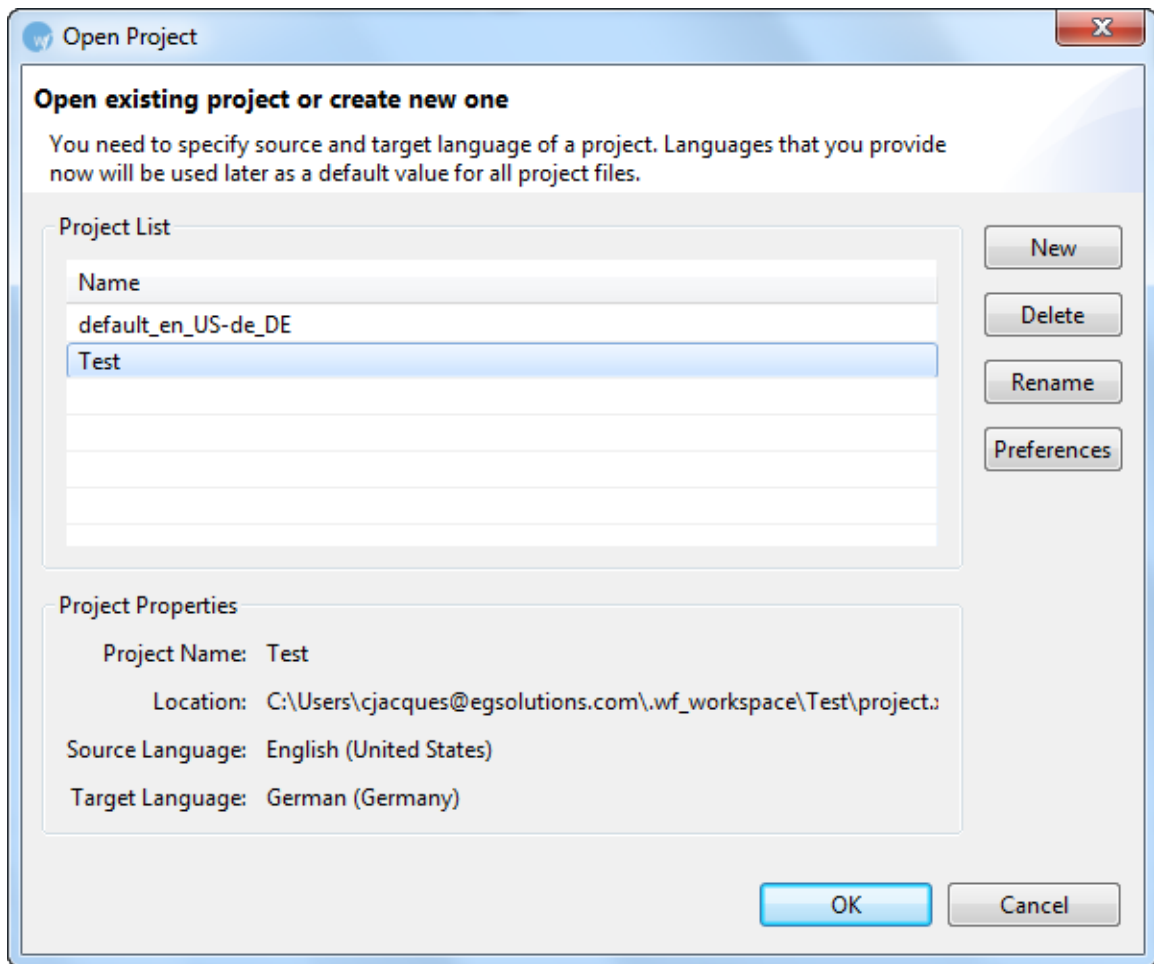 Open Project
Open existing project or create new one
You need to specify source and target language of a project. Languages that you provide
now will be used later as a default value for all project files.
Project List
Name
default_en_US-de_DE
Test
New
Delete
Rename
Preferences
Project Properties
Project Name: Test
Location: C:\Users\cjacques@egsolutions.com\.wf_workspace\Test\project.x
Source Language: English (United States)
Target Language: German (Germany)
OK
Cancel